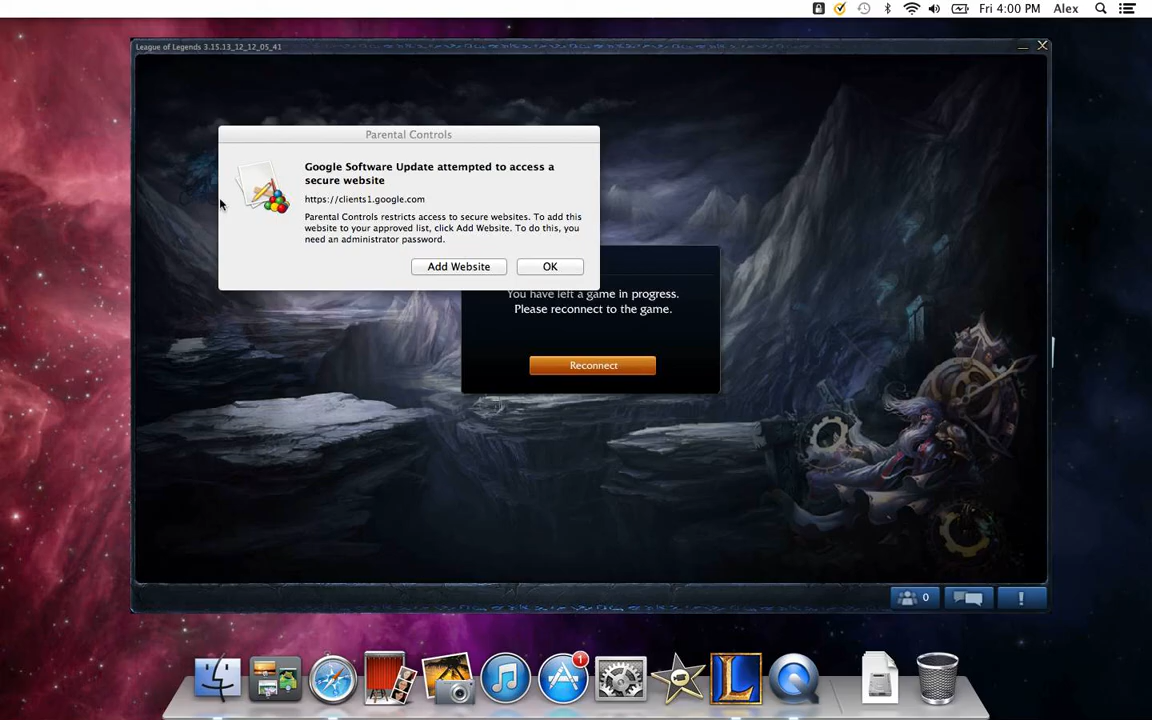 Fri 4:00 PM Alex
League of Legends 3.15.13_12_12_05_41
Parental Controls
Google Software Update attempted to access a
secure website
https://clients1.google.com
Parental Controls restricts access to secure websites. To add this
website to your approved list, click Add Website. To do this, you
need an administrator password.
Add Website OK
You have left a game in progress.
Please reconnect to the game.
Reconnect
0
1